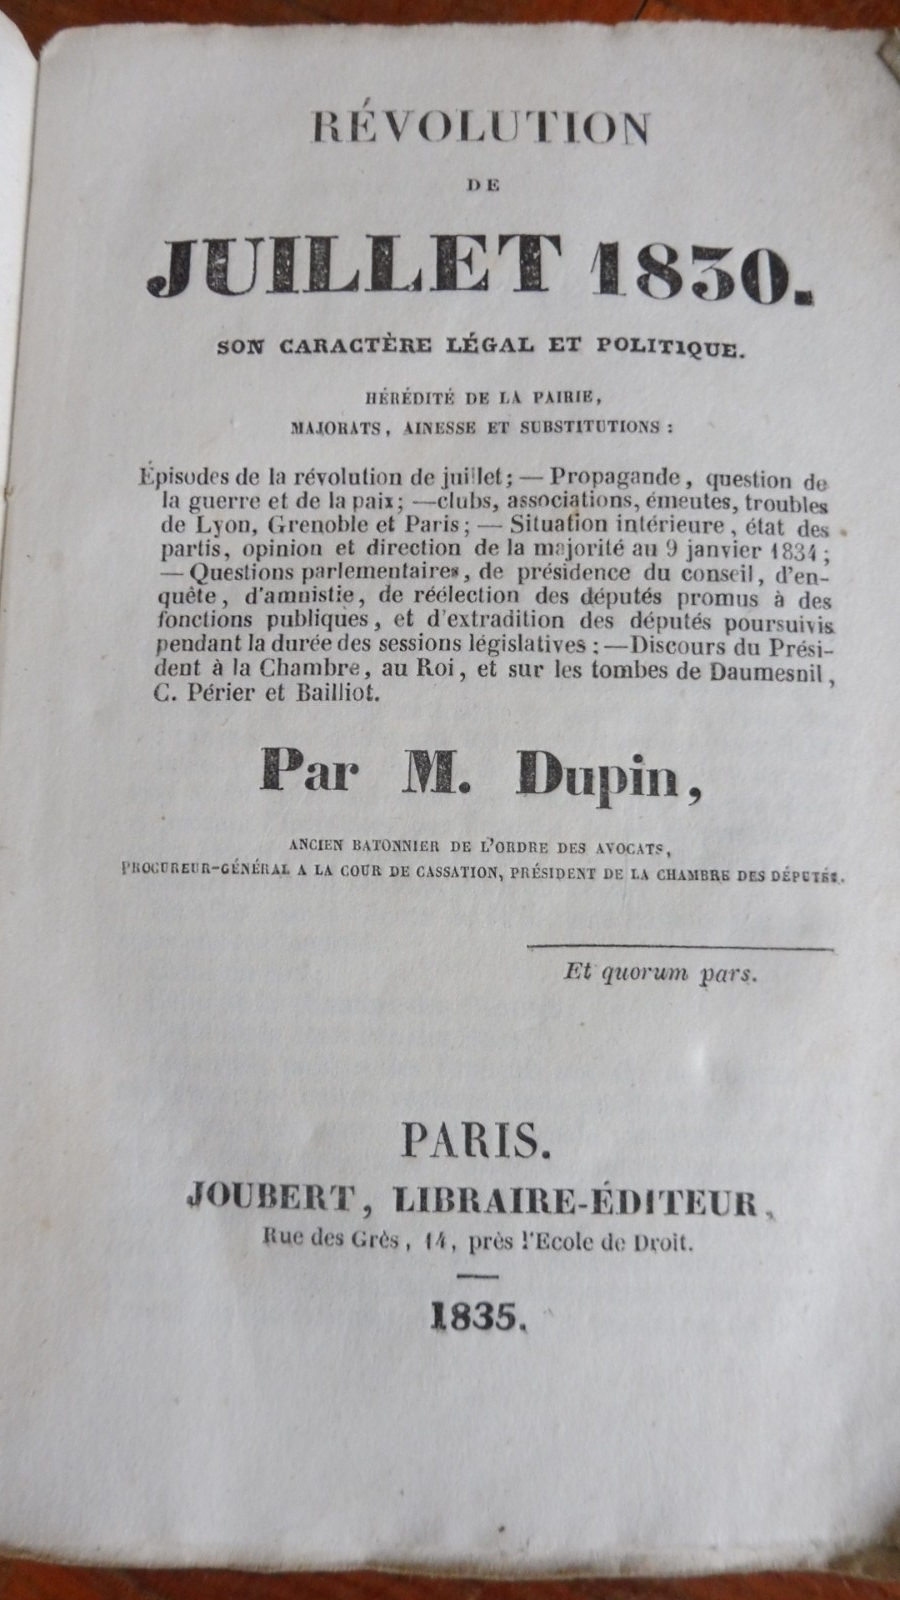 RÉVOLUTION
DE
JUILLET 1830.
SON CARACTÈRE LÉGAL ET POLITIQUE.
HÉRÉDITÉ DE LA PAIRIE,
MAJORATS, AINESSE ET SUBSTITUTIONS :
Épisodes de la révolution de juillet; — Propagande, question de
la guerre et de la paix; —clubs, associations, émeutes, troubles
de Lyon, Grenoble et Paris; — Situation intérieure, état des
partis, opinion et direction de la majorité au 9 janvier 1834;
— Questions parlementaires, de présidence du conseil, d'en-
quête, d'amnistie, de réélection des députés promus à des
fonctions publiques, et d'extradition des députés poursuivis
pendant la durée des sessions législatives; —Discours du Prési-
dent à la Chambre, au Roi, et sur les tombes de Daumesnil,
C. Périer et Bailliot.
Par M. Dupin,
ANCIEN BATONNIER DE L'ORDRE DES AVOCATS,
PROCUREUR-GÉNÉRAL A LA COUR DE CASSATION, PRÉSIDENT DE LA CHAMBRE DES DÉPUTÉS.
Et quorum pars.
PARIS.
JOUBERT, LIBRAIRE-ÉDITEUR,
Rue des Grès, 14, près l'Ecole de Droit.
1835.